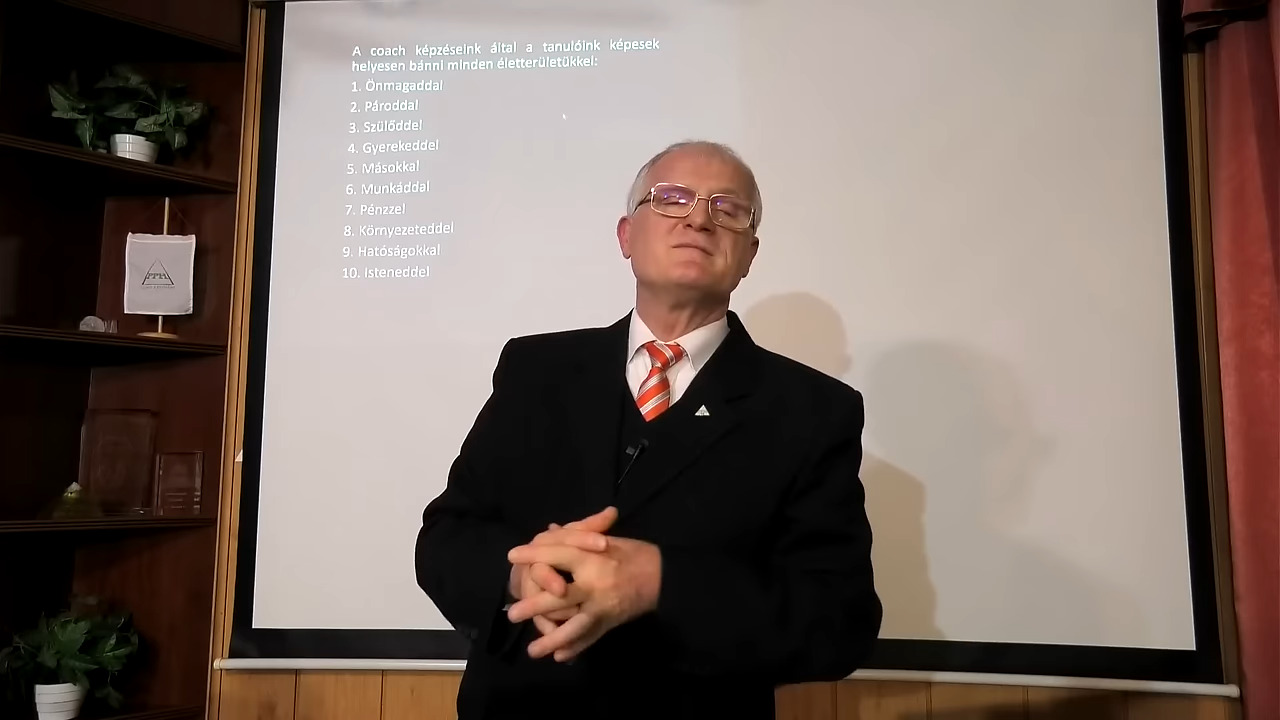 A coach képzéseink által a tanulóink képesek
helyesen bánni minden életterületükkel:
1. Önmagaddal
2. Pároddal
3. Szülőddel
4. Gyerekeddel
5. Másokkal
6. Munkáddal
7. Pénzzel
8. Környezeteddel
9. Hatóságokkal
10. Isteneddel